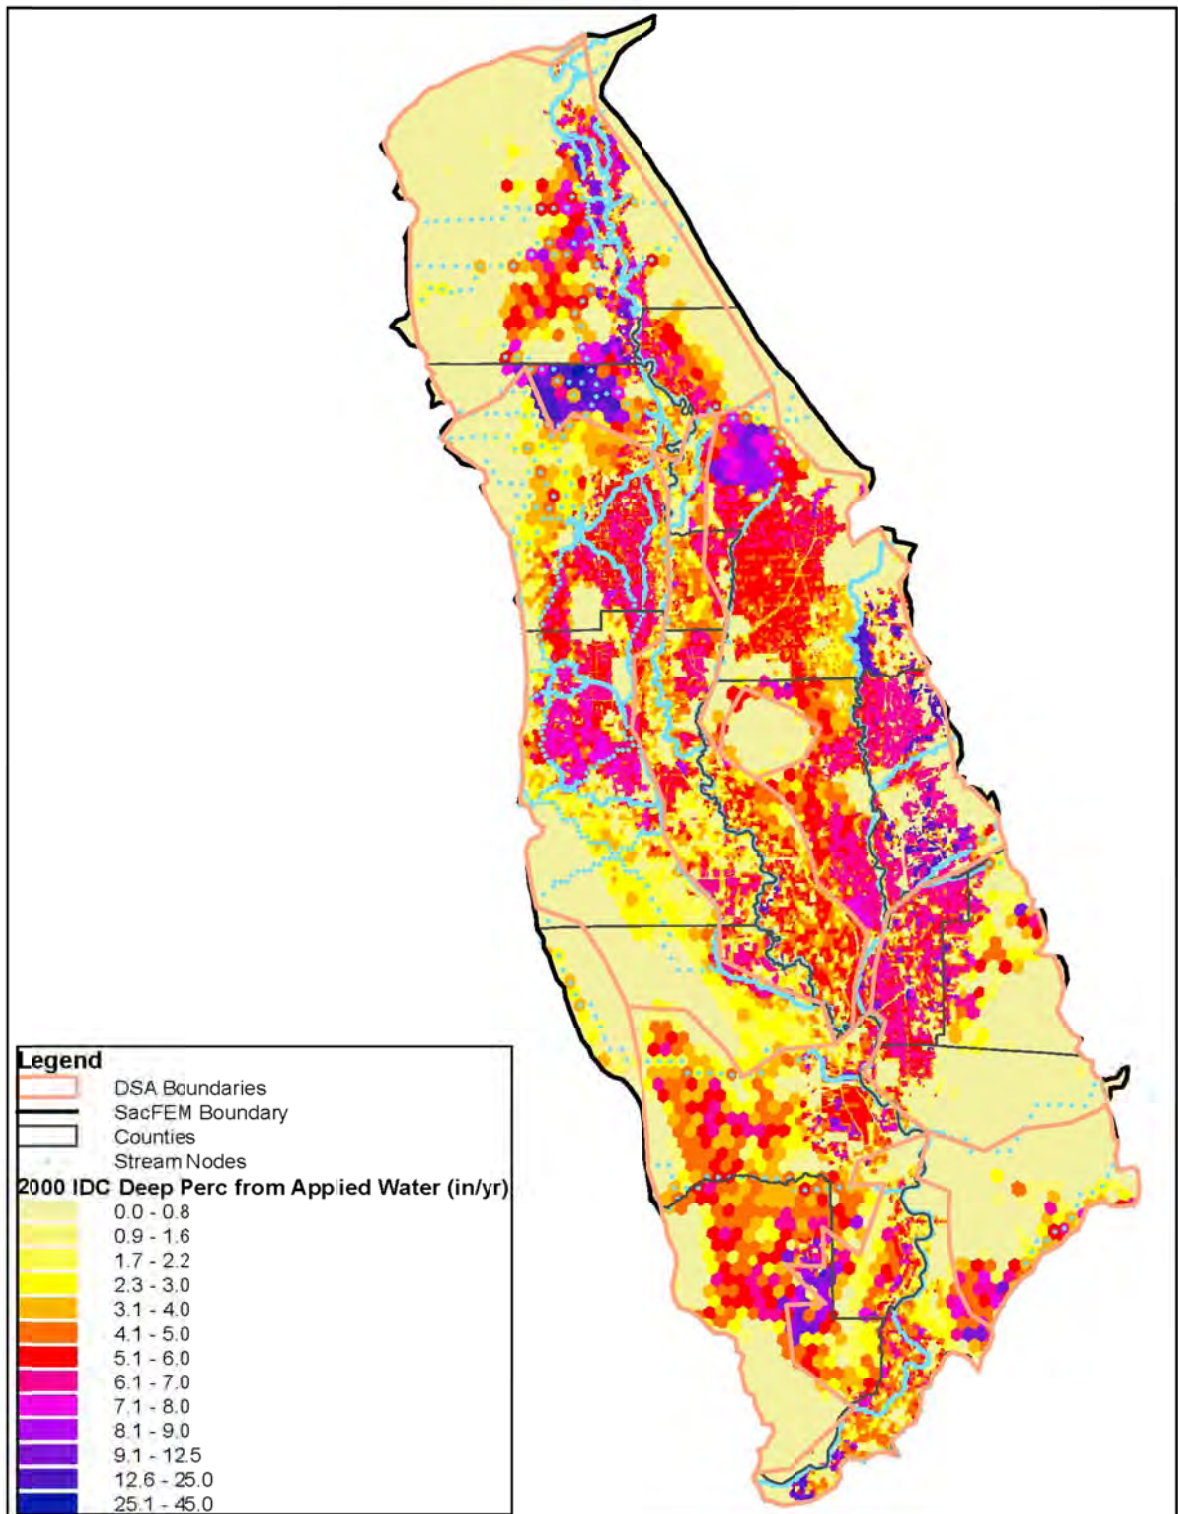 Legend
DSA Boundaries
SacFEM Boundary
Counties
Stream Nodes
2000 IDC Deep Perc from Applied Water (in/yr)
0.0 - 0.8
0.9 - 1.6
1.7 - 2.2
2.3 - 3.0
3.1 - 4.0
4.1 - 5.0
5.1 - 6.0
6.1 - 7.0
7.1 - 8.0
8.1 - 9.0
9.1 - 12.5
12.6 - 25.0
25.1 - 45.0